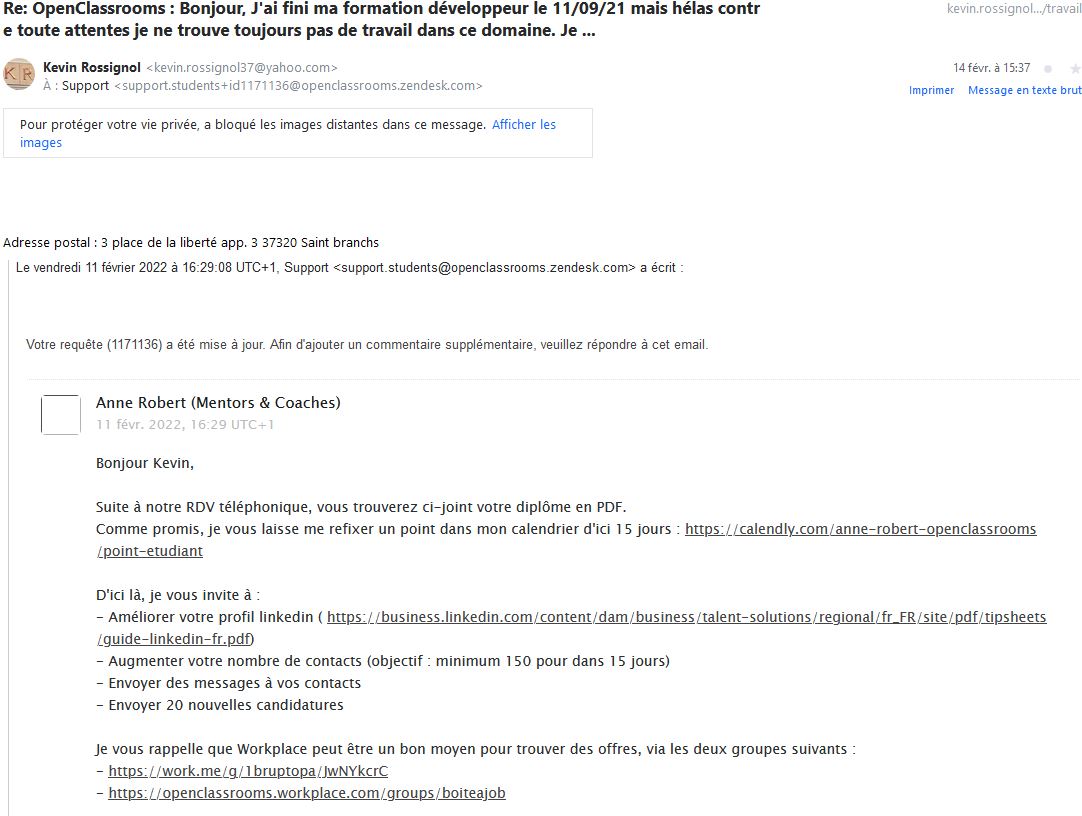 Re: OpenClassrooms : Bonjour, J'ai fini ma formation développeur le 11/09/21 mais hélas contr
e toute attentes je ne trouve toujours pas de travail dans ce domaine. Je ...
kevin.rossignol.../travail
Kevin Rossignol <kevin.rossignol37@yahoo.com>
14 févr. à 15:37
À : Support <support.students+id1171136@openclassrooms.zendesk.com>
Imprimer Message en texte brut
Pour protéger votre vie privée, a bloqué les images distantes dans ce message. Afficher les
images
Adresse postal : 3 place de la liberté app. 3 37320 Saint branchs
Le vendredi 11 février 2022 à 16:29:08 UTC+1, Support <support.students@openclassrooms.zendesk.com> a écrit :
Votre requête (1171136) a été mise à jour. Afin d'ajouter un commentaire supplémentaire, veuillez répondre à cet email.
Anne Robert (Mentors & Coaches)
11 févr. 2022, 16:29 UTC+1
Bonjour Kevin,
Suite à notre RDV téléphonique, vous trouverez ci-joint votre diplôme en PDF.
Comme promis, je vous laisse me refixer un point dans mon calendrier d'ici 15 jours : https://calendly.com/anne-robert-openclassrooms
/point-etudiant
D'ici là, je vous invite à :
- Améliorer votre profil linkedin ( https://business.linkedin.com/content/dam/business/talent-solutions/regional/fr_FR/site/pdf/tipsheets
/guide-linkedin-fr.pdf)
- Augmenter votre nombre de contacts (objectif : minimum 150 pour dans 15 jours)
- Envoyer des messages à vos contacts
- Envoyer 20 nouvelles candidatures
Je vous rappelle que Workplace peut être un bon moyen pour trouver des offres, via les deux groupes suivants :
- https://work.me/g/1bruptopa/JwNYkcrC
- https://openclassrooms.workplace.com/groups/boiteajob